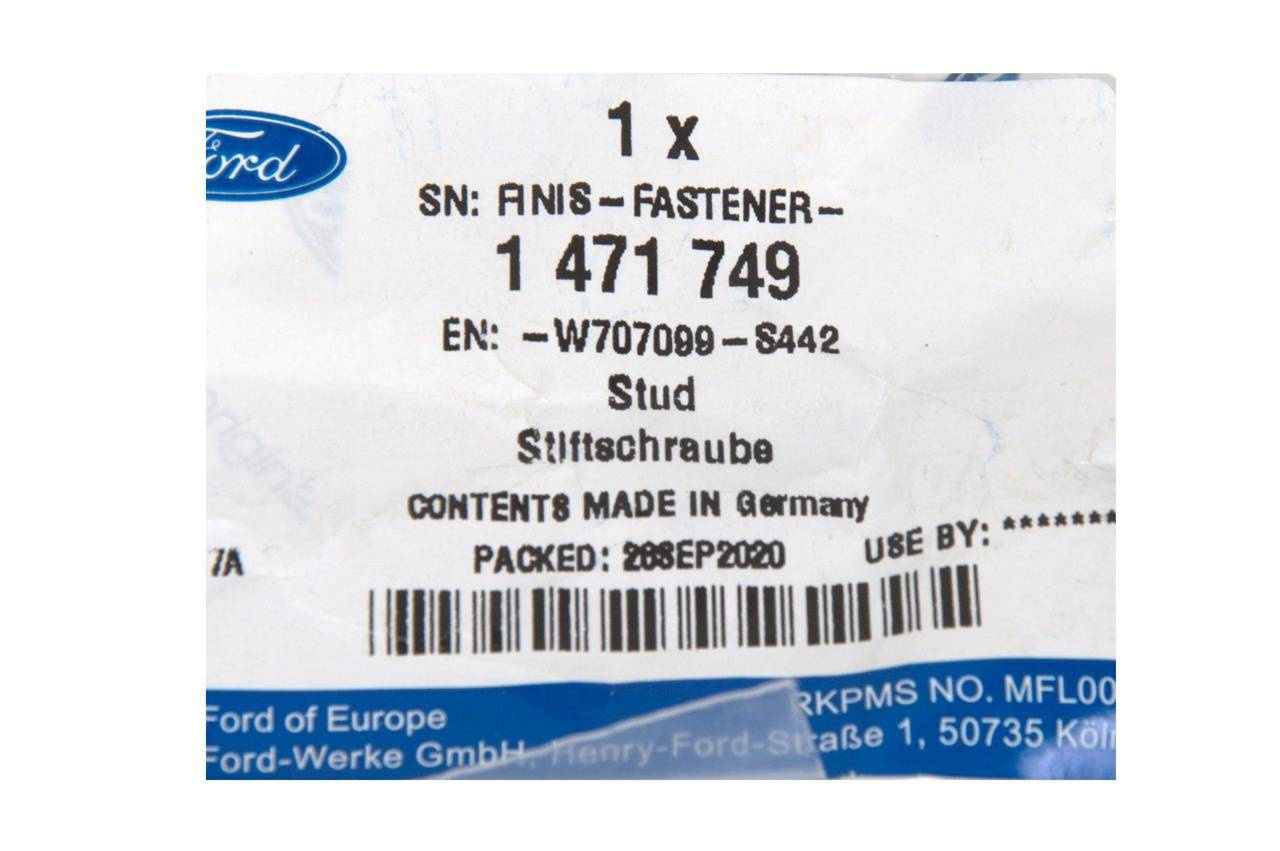 Ford
1 x
SN: FINIS-FASTENER-
1 471 749
EN: -W707099-S442
Stud
Stiftschraube
CONTENTS MADE IN Germany
7A
PACKED: SEP2020 USE BY: *******
Ford of Europe
RKPMS NO. MFL00
Ford-Werke GmbH, Henry-Ford-Straße 1, 50735 Köln